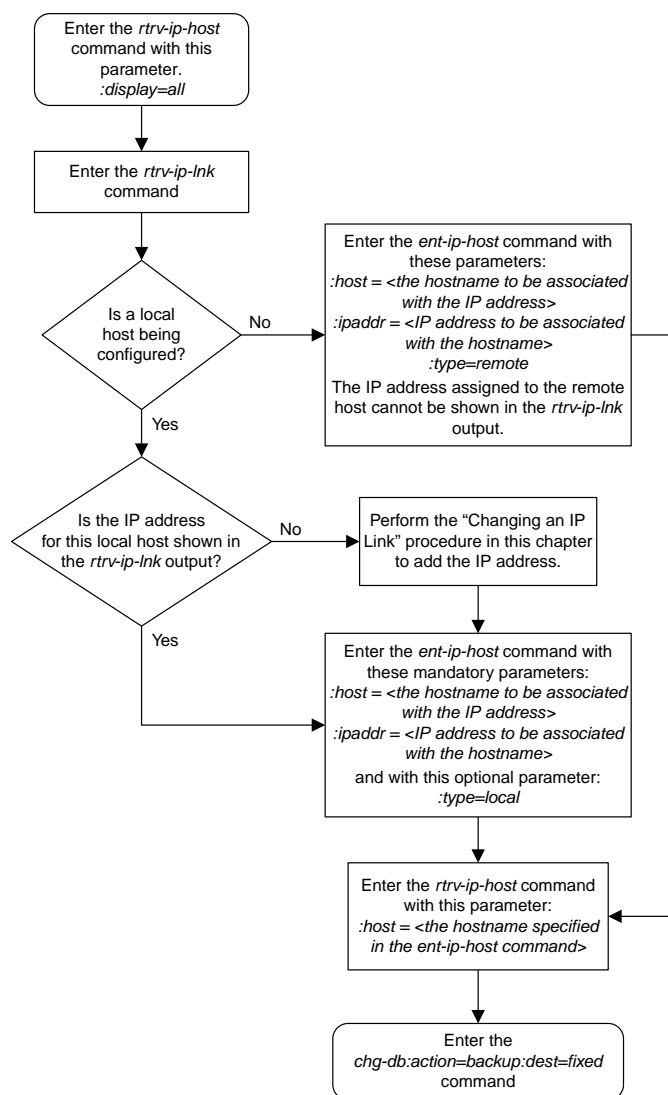 Enter the rtrv-ip-host
command with this
parameter.
:display=all
Enter the rtrv-ip-lnk
command
Is a local
host being
configured?
No
Enter the ent-ip-host command with
these parameters:
:host = <the hostname to be associated
with the IP address>
:ipaddr = <IP address to be associated
with the hostname>
:type=remote
The IP address assigned to the remote
host cannot be shown in the rtrv-ip-lnk
output.
Yes
Is the IP address
for this local host shown in
the rtrv-ip-lnk output?
No
Perform the “Changing an IP
Link” procedure in this chapter
to add the IP address.
Yes
Enter the ent-ip-host command with
these mandatory parameters:
:host = <the hostname to be associated
with the IP address>
:ipaddr = <IP address to be associated
with the hostname>
and with this optional parameter:
:type=local
Enter the rtrv-ip-host command
with this parameter:
:host = <the hostname specified
in the ent-ip-host command>
Enter the
chg-db:action=backup:dest=fixed
command